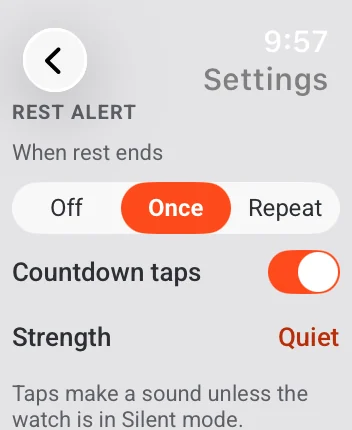 9:57
Settings
REST ALERT
When rest ends
Off Once Repeat
Countdown taps
Strength Quiet
Taps make a sound unless the
watch is in Silent mode.